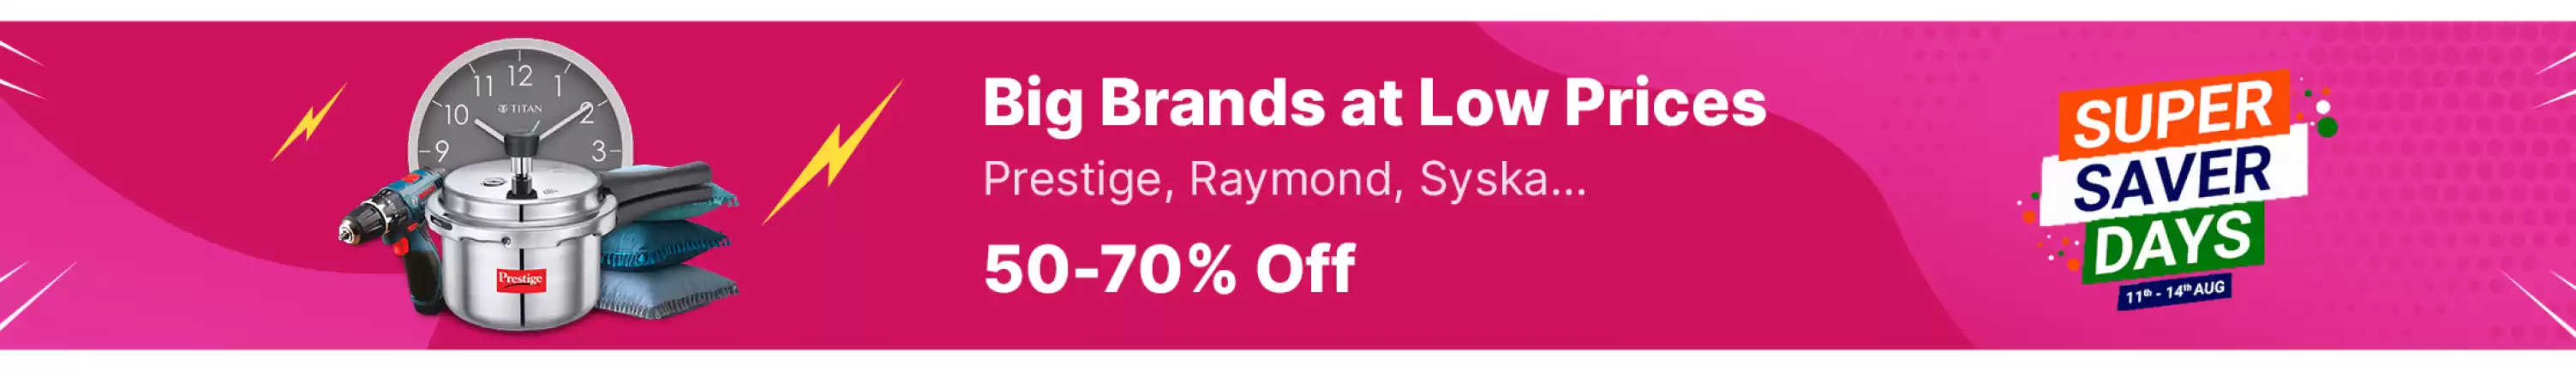 12
11 1
TITAN
10 2
9 3
Prestige
Big Brands at Low Prices
Prestige, Raymond, Syska...
50-70% Off
SUPER
SAVER
DAYS
11th - 14th AUG